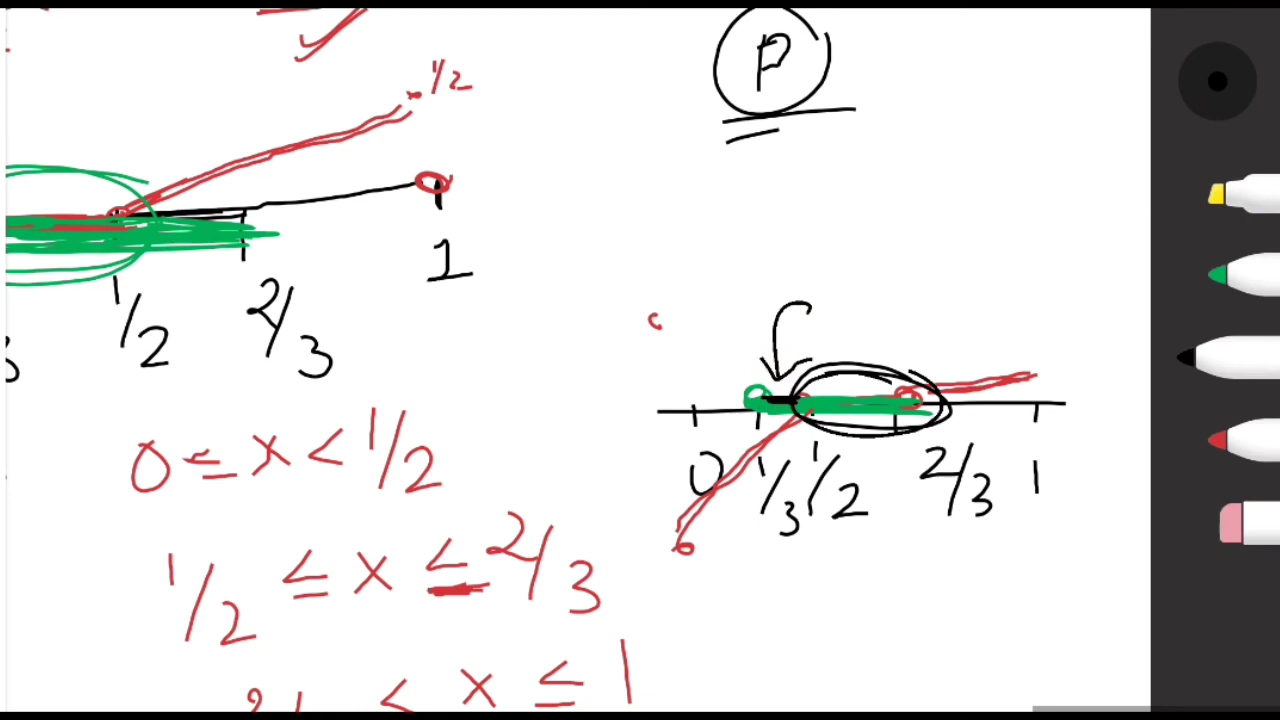 P
1/2
1
1/2 2/3
0 1/3 1/2 2/3 1
0 ≤ x < 1/2
1/2 ≤ x ≤ 2/3
< x ≤ 1